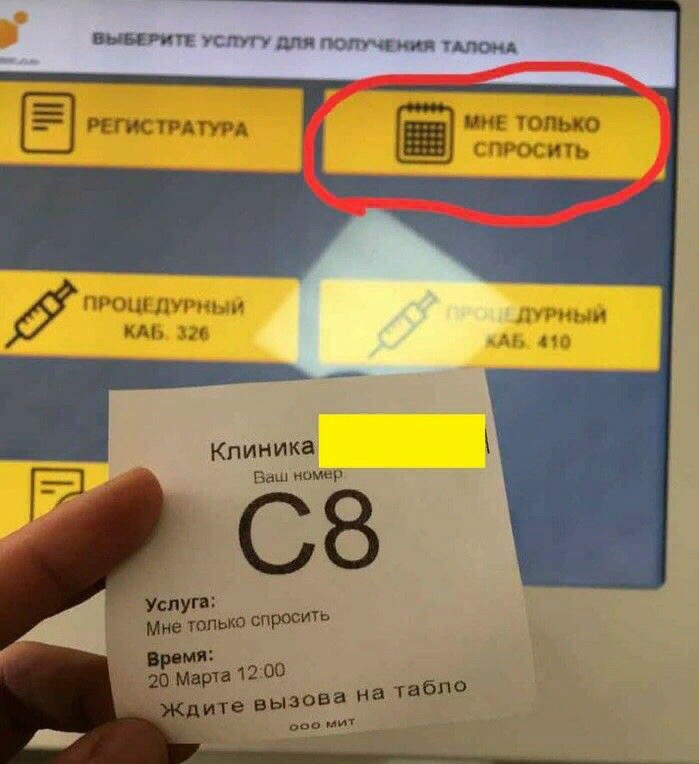 ВЫБЕРИТЕ УСЛУГУ ДЛЯ ПОЛУЧЕНИЯ ТАЛОНА
РЕГИСТРАТУРА
МНЕ ТОЛЬКО
СПРОСИТЬ
ПРОЦЕДУРНЫЙ
КАБ. 326
ПРОЦЕДУРНЫЙ
КАБ. 410
Клиника
Ваш номер:
С8
Услуга:
Мне только спросить
Время:
20 Марта 12:00
Ждите вызова на табло
ООО МИТ